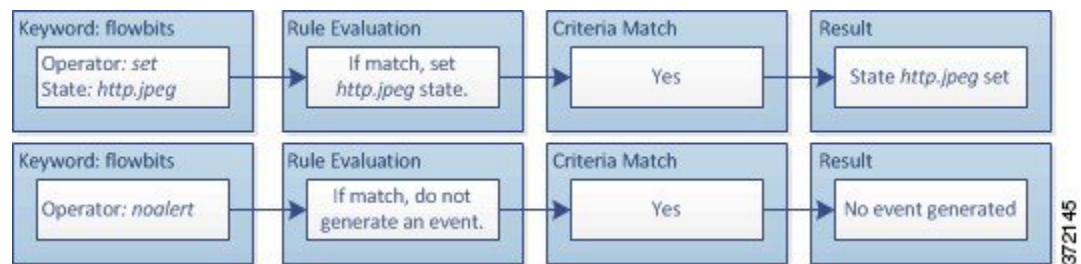 Keyword: flowbits
Operator: set
State: http.jpeg
Rule Evaluation
If match, set
http.jpeg state.
Criteria Match
Yes
Result
State http.jpeg set
Keyword: flowbits
Operator: noalert
Rule Evaluation
If match, do not
generate an event.
Criteria Match
Yes
Result
No event generated
372145